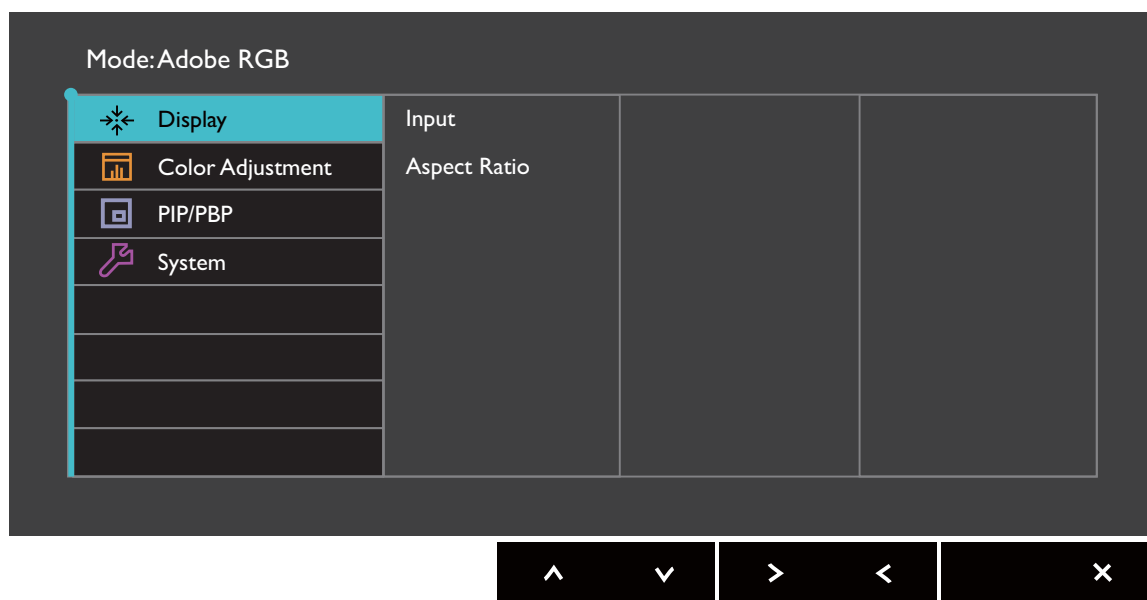 Mode: Adobe RGB
Display
Input
Color Adjustment
Aspect Ratio
PIP/PBP
System